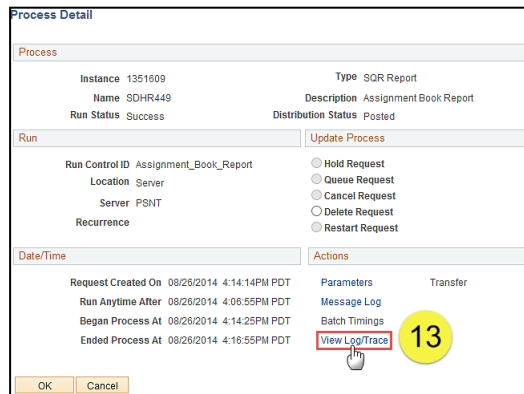 Process Detail
Process
Instance 1351609 Type SQR Report
Name SDHR449 Description Assignment Book Report
Run Status Success Distribution Status Posted
Run Update Process
Run Control ID Assignment_Book_Report Hold Request
Location Server Queue Request
Server PSNT Cancel Request
Recurrence Delete Request
Restart Request
Date/Time Actions
Request Created On 08/26/2014 4:14:14PM PDT Parameters Transfer
Run Anytime After 08/26/2014 4:06:55PM PDT Message Log
Began Process At 08/26/2014 4:14:25PM PDT Batch Timings
Ended Process At 08/26/2014 4:16:55PM PDT View Log/Trace 13
OK Cancel